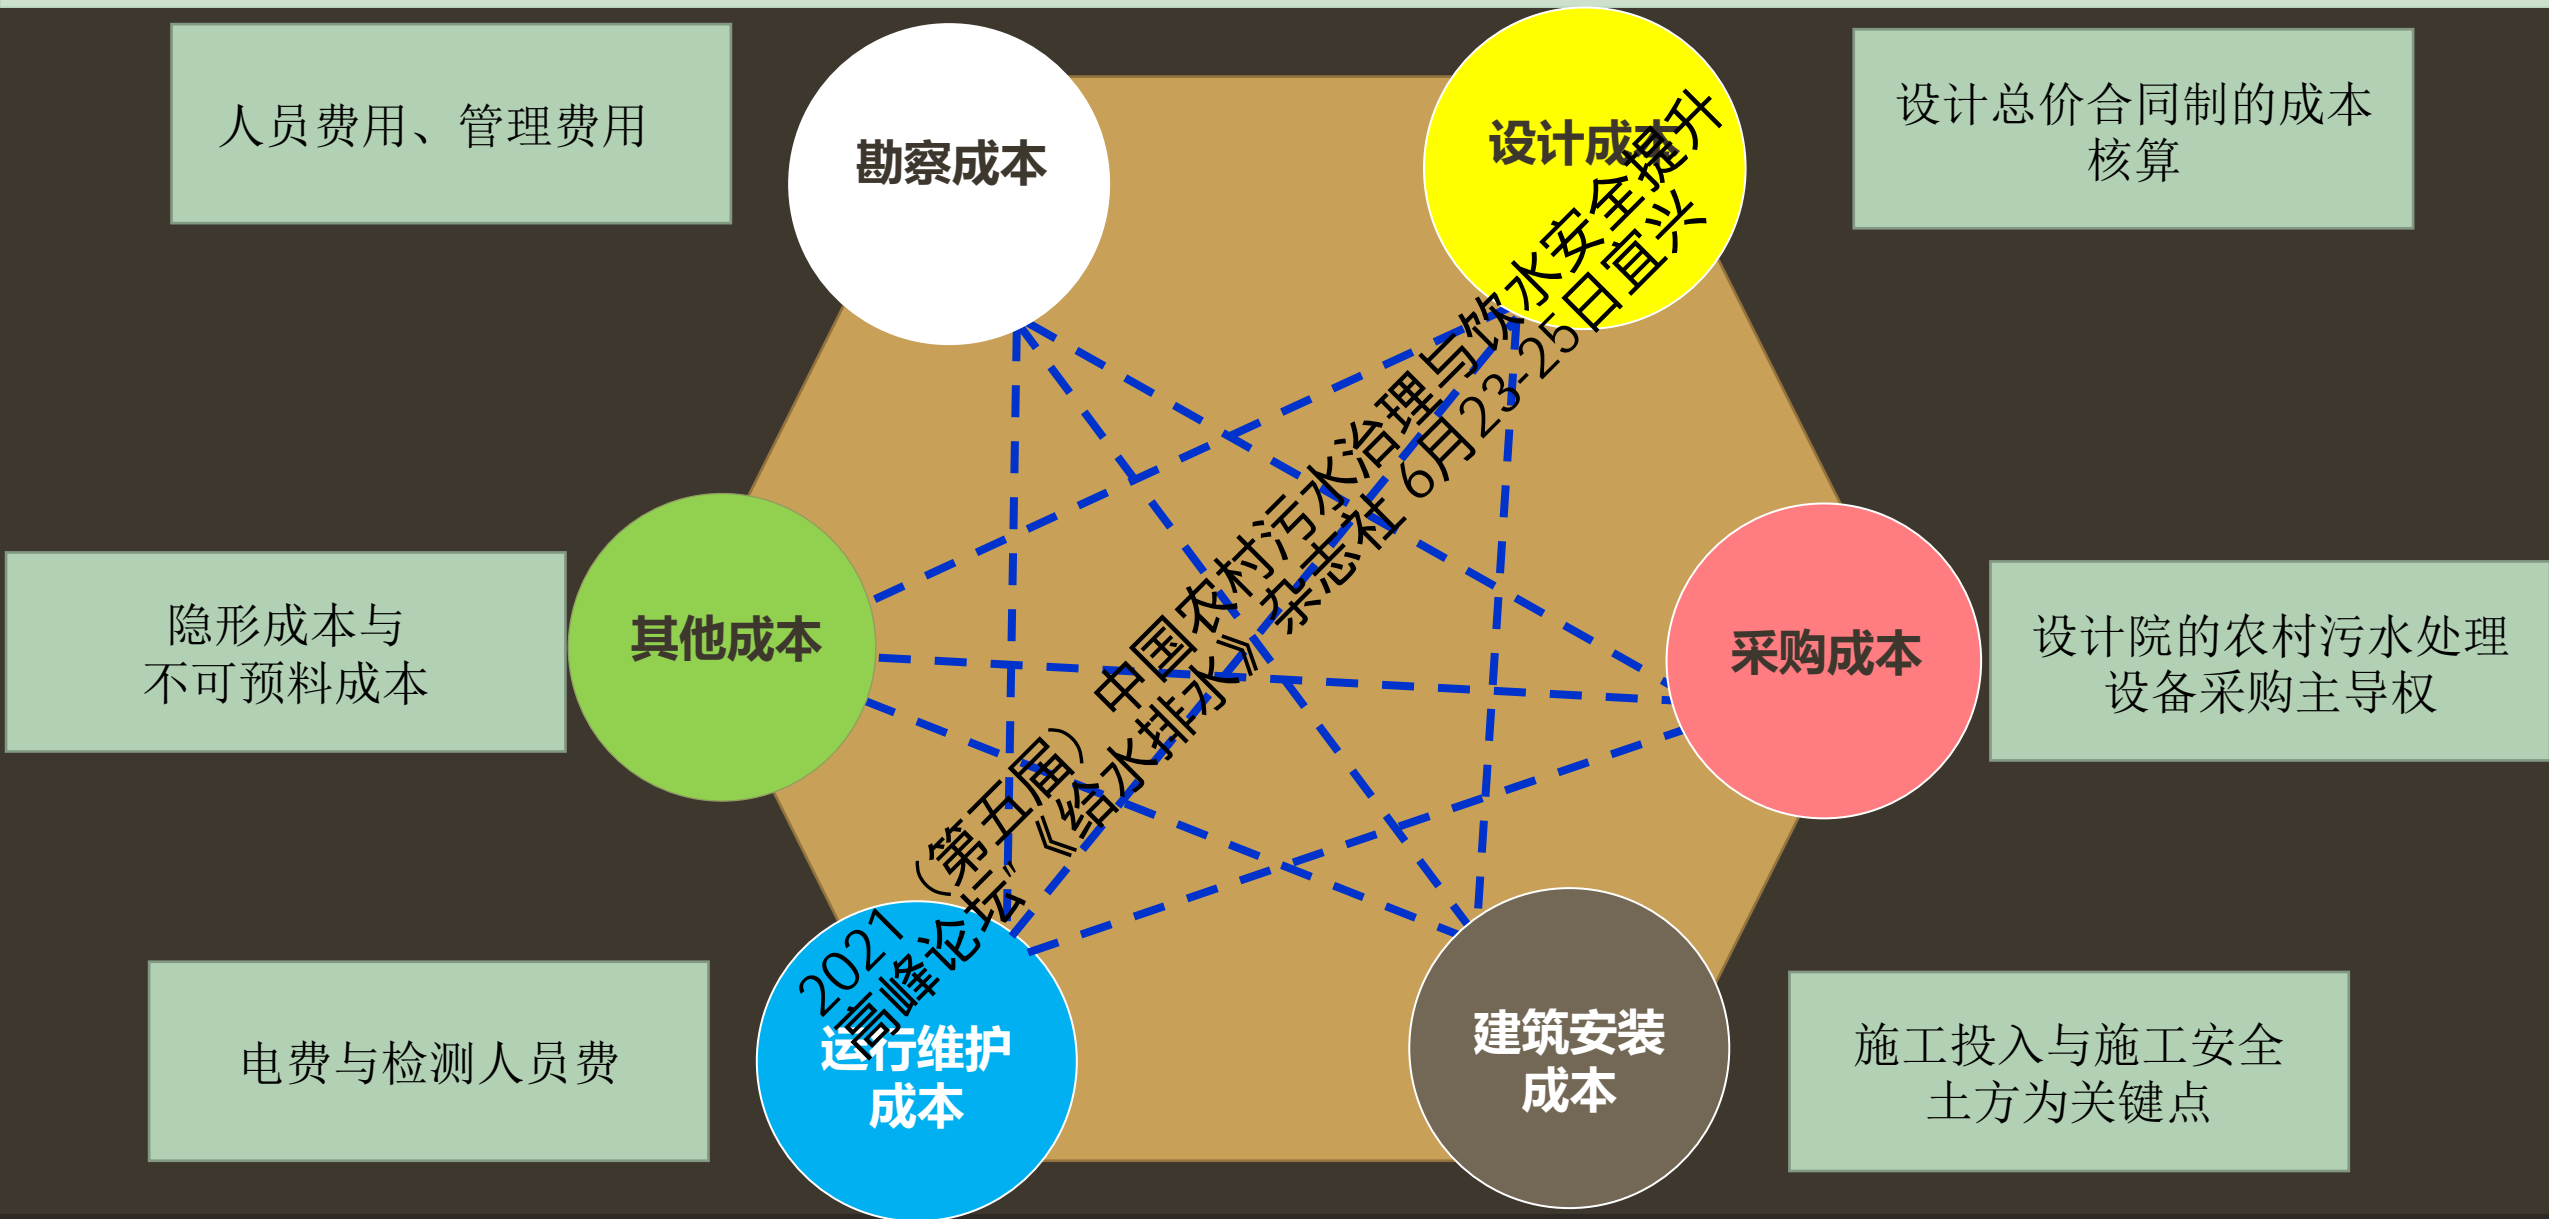 人员费用、管理费用
勘察成本
设计成本
设计总价合同制的成本
核算
隐形成本与
不可预料成本
其他成本
采购成本
设计院的农村污水处理
设备采购主导权
电费与检测人员费
运行维护
成本
建筑安装
成本
施工投入与施工安全
土方为关键点
2021 （第五届） 中国农村污水治理与饮水安全提升
高峰论坛”《给水排水》杂志社 6月23-25日宜兴